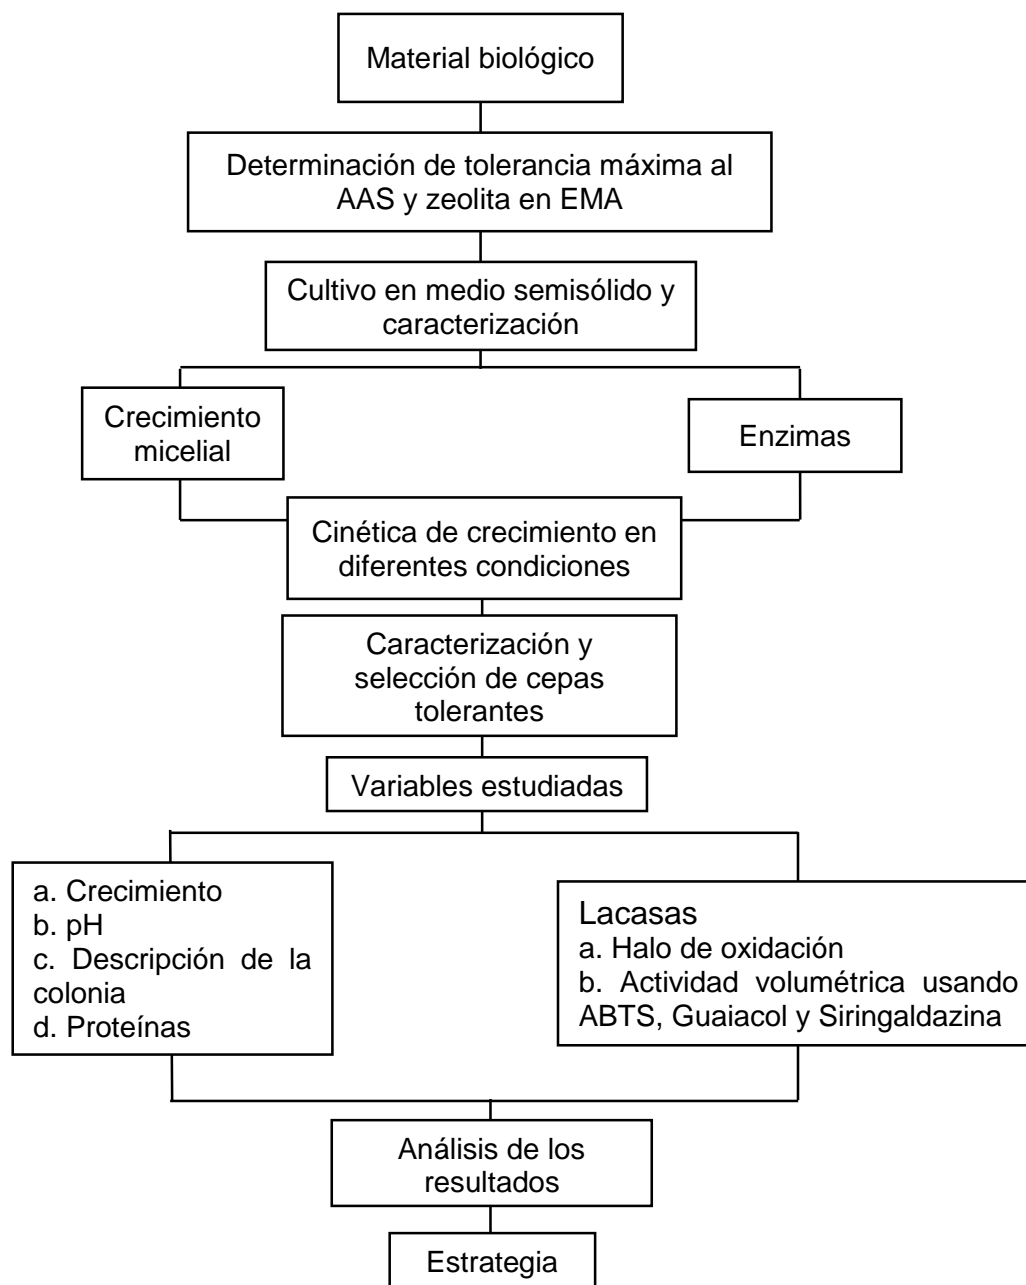 Material biológico
Determinación de tolerancia máxima al
AAS y zeolita en EMA
Cultivo en medio semisólido y
caracterización
Crecimiento
micelial
Enzimas
Cinética de crecimiento en
diferentes condiciones
Caracterización y
selección de cepas
tolerantes
Variables estudiadas
a. Crecimiento
b. pH
c. Descripción de la
colonia
d. Proteínas
Lacasas
a. Halo de oxidación
b. Actividad volumétrica usando
ABTS, Guaiacol y Siringaldazina
Análisis de los
resultados
Estrategia